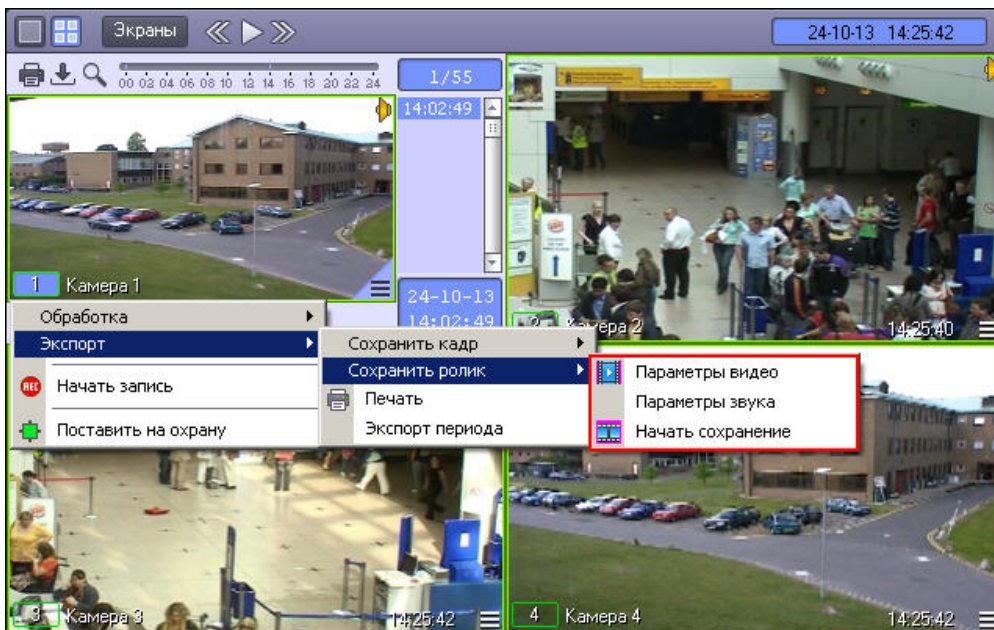 Экраны
24-10-13 14:25:42
00 02 04 06 08 10 12 14 16 18 20 22 24
1/55
14:02:49
1 Камера 1
24-10-13
14:02:49
2 Камера 2
14:25:40
Обработка
Экспорт
REC Начать запись
Поставить на охрану
Сохранить кадр
Сохранить ролик
Печать
Экспорт периода
Параметры видео
Параметры звука
Начать сохранение
3 Камера 3
14:25:42
4 Камера 4
14:25:42